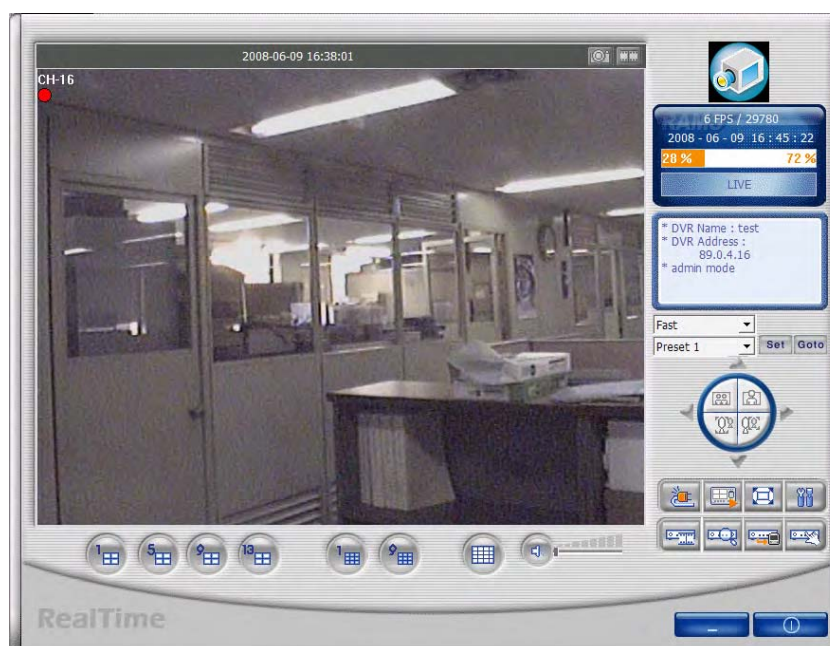 2008-06-09 16:38:01
CH-16
6 FPS / 29780
2008 - 06 - 09 16 : 45 : 22
28 %
72 %
LIVE
* DVR Name : test
* DVR Address :
89.0.4.16
* admin mode
Fast
Preset 1
Set
Goto
1
5
9
13
1
9
RealTime